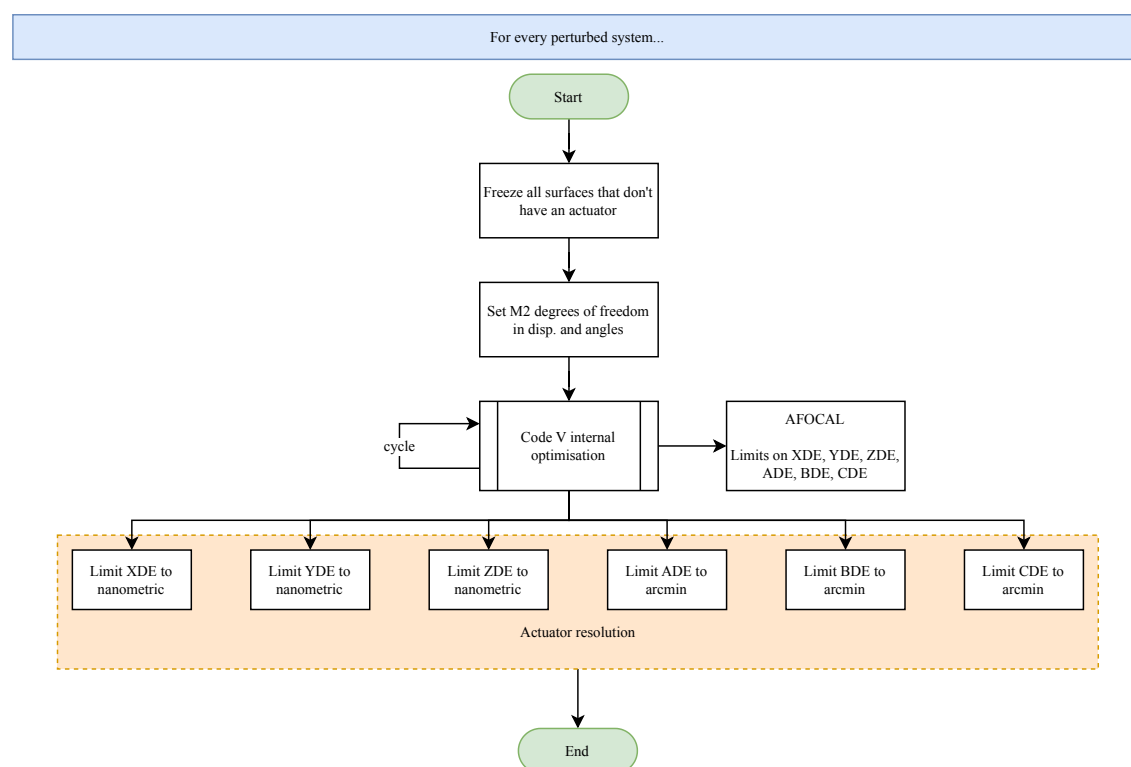 For every perturbed system...
Start
Freeze all surfaces that don't
have an actuator
Set M2 degrees of freedom
in disp. and angles
cycle
Code V internal
optimisation
AFOCAL
Limits on XDE, YDE, ZDE,
ADE, BDE, CDE
Limit XDE to
nanometric
Limit YDE to
nanometric
Limit ZDE to
nanometric
Limit ADE to
arcmin
Limit BDE to
arcmin
Limit CDE to
arcmin
Actuator resolution
End